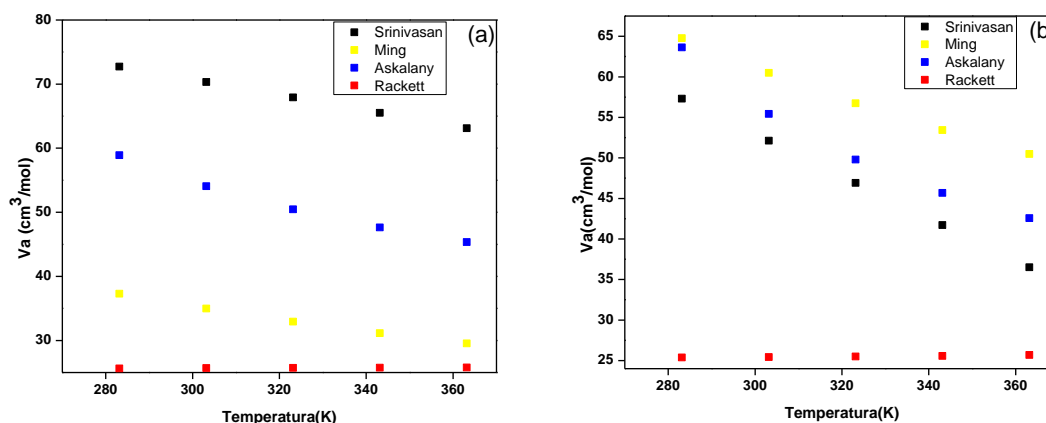 (a)
Srinivasan
Ming
Askalany
Rackett
80
70
60
50
40
30
Va (cm³/mol)
280 300 320 340 360
Temperatura(K)
(b
Srinivasan
Ming
Askalany
Rackett
65
60
55
50
45
40
35
30
25
Va(cm³/mol)
280 300 320 340 360
Temperatura(K)